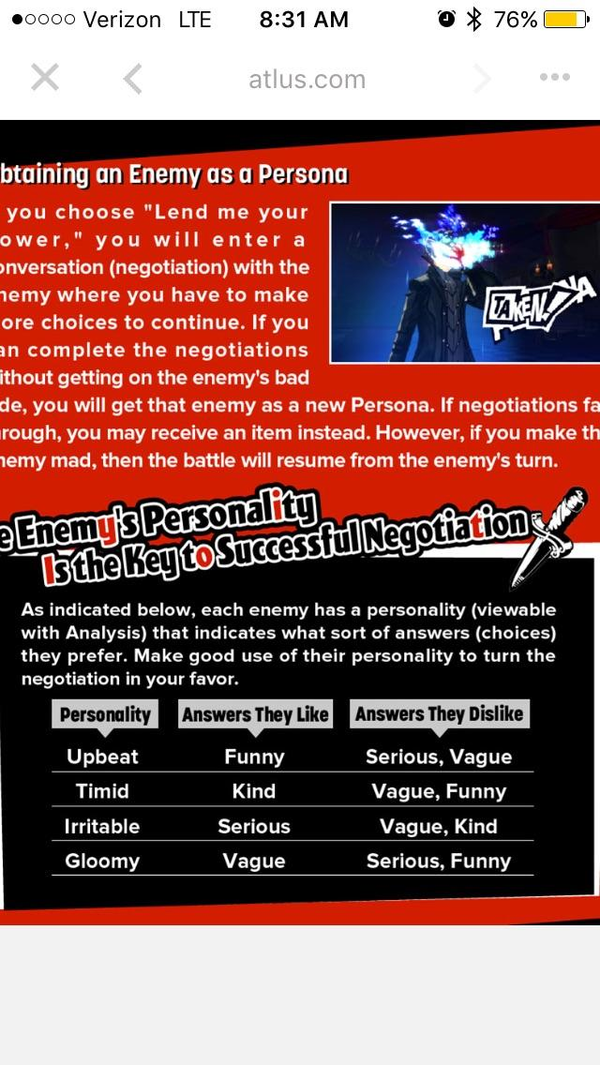 Verizon LTE 8:31 AM 76%
atlus.com
btaining an Enemy as a Persona
you choose "Lend me your
ower," you will enter a
onversation (negotiation) with the
nemy where you have to make
ore choices to continue. If you
an complete the negotiations
ithout getting on the enemy's bad
de, you will get that enemy as a new Persona. If negotiations fa
rough, you may receive an item instead. However, if you make th
nemy mad, then the battle will resume from the enemy's turn.
TAKEN!
e Enemy's Personality
Is the Key to Successful Negotiation
As indicated below, each enemy has a personality (viewable
with Analysis) that indicates what sort of answers (choices)
they prefer. Make good use of their personality to turn the
negotiation in your favor.
Personality Answers They Like Answers They Dislike
Upbeat Funny Serious, Vague
Timid Kind Vague, Funny
Irritable Serious Vague, Kind
Gloomy Vague Serious, Funny